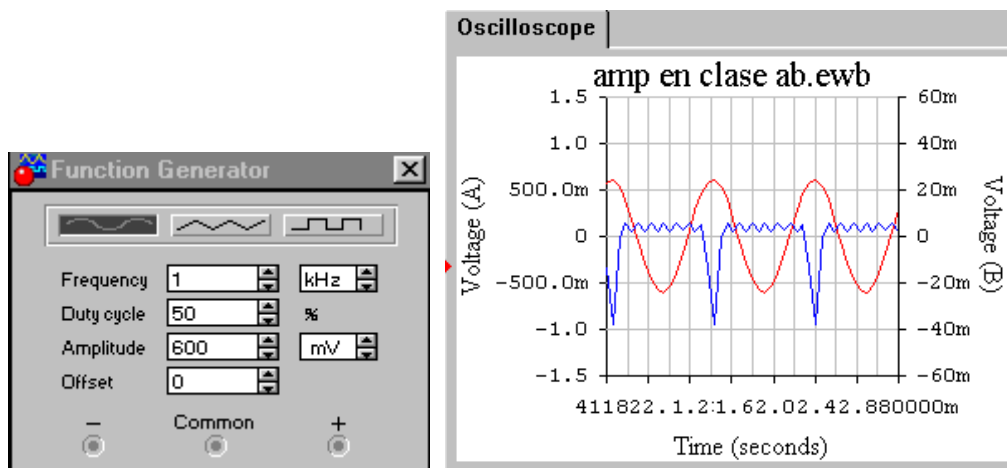 Function Generator
Frequency 1 kHz
Duty cycle 50 %
Amplitude 600 mV
Offset 0
− Common +
Oscilloscope
amp en clase ab.ewb
1.5 60m
1.0 40m
500.0m 20m
0 0
−500.0m −20m
−1.0 −40m
−1.5 −60m
Voltage (A)
Voltage (B)
Time (seconds)